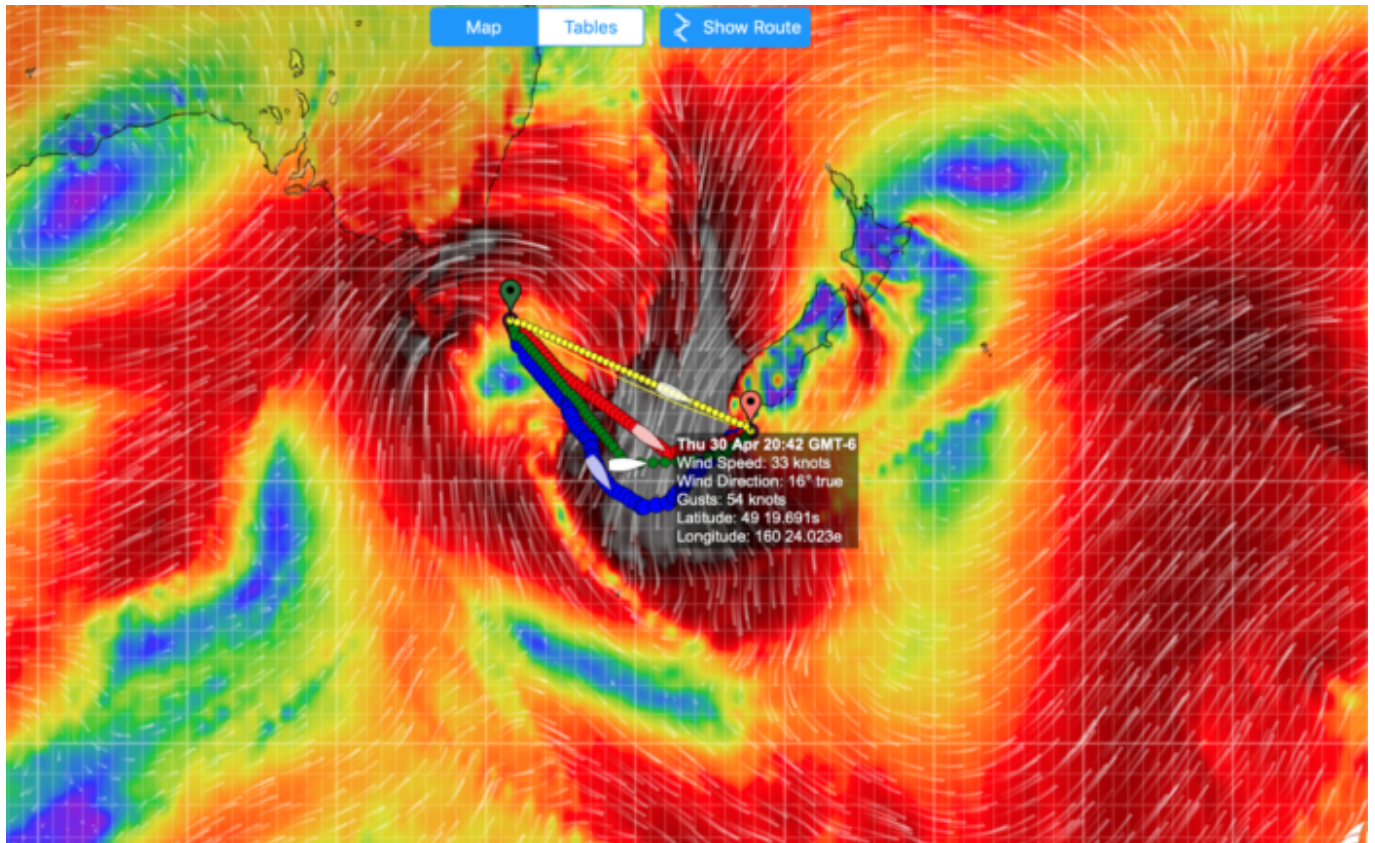 Map
Tables
Show Route
Thu 30 Apr 20:42 GMT-6
Wind Speed: 33 knots
Wind Direction: 16° true
Gusts: 54 knots
Latitude: 49 19.691s
Longitude: 160 24.023e